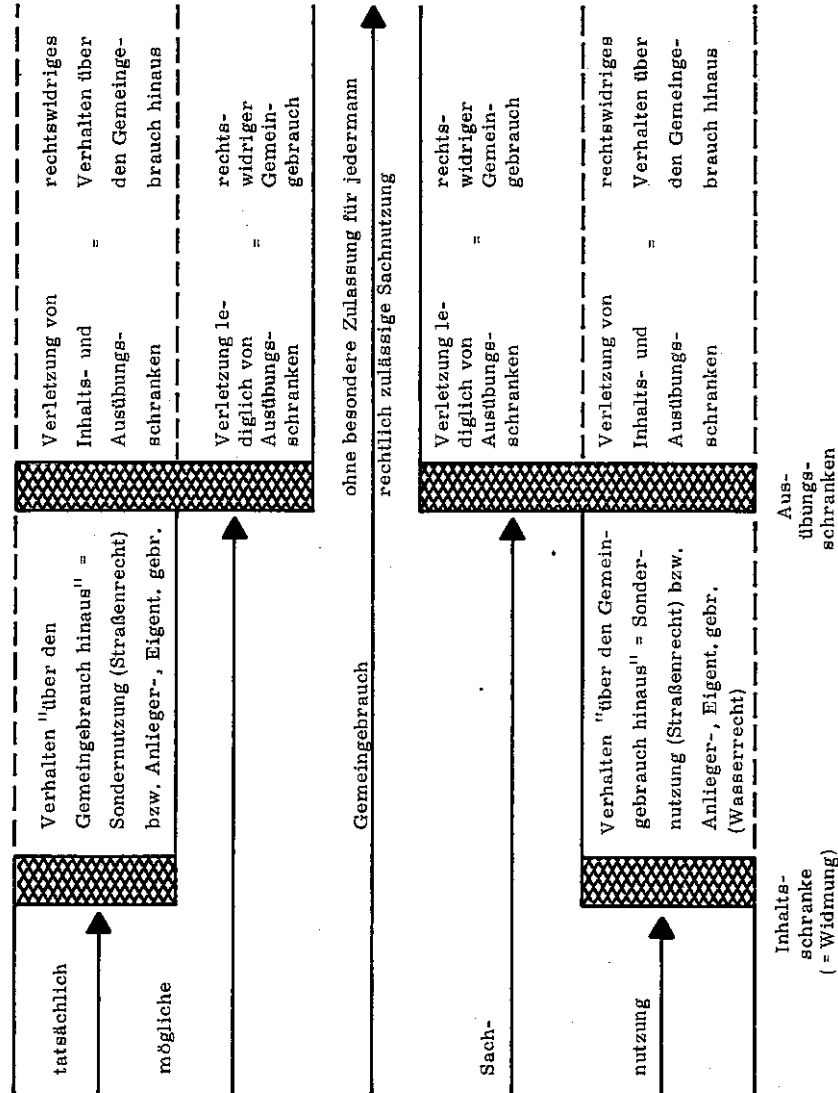 tatsächlich
mögliche
Sach-
nutzung
Verhalten "über den
Gemeingebrauch hinaus" =
Sondernutzung (Straßenrecht)
bzw. Anlieger-, Eigent. gebr.
Gemeingebrauch
Verhalten "über den Gemein-
gebrauch hinaus" = Sonder-
nutzung (Straßenrecht) bzw.
Anlieger-, Eigent. gebr.
(Wasserrecht)
Inhalts-
schranke
( = Widmung)
Verletzung von
Inhalts- und
Ausübungs-
schranken
=
rechtswidriges
Verhalten über
den Gemeinge-
brauch hinaus
Verletzung le-
diglich von
Ausübungs-
schranken
=
rechts-
widriger
Gemein-
gebrauch
ohne besondere Zulassung für jedermann
rechtlich zulässige Sachnutzung
Verletzung le-
diglich von
Ausübungs-
schranken
=
rechts-
widriger
Gemein-
gebrauch
Verletzung von
Inhalts- und
Ausübungs-
schranken
=
rechtswidriges
Verhalten über
den Gemeinge-
brauch hinaus
Aus-
übungs-
schranken